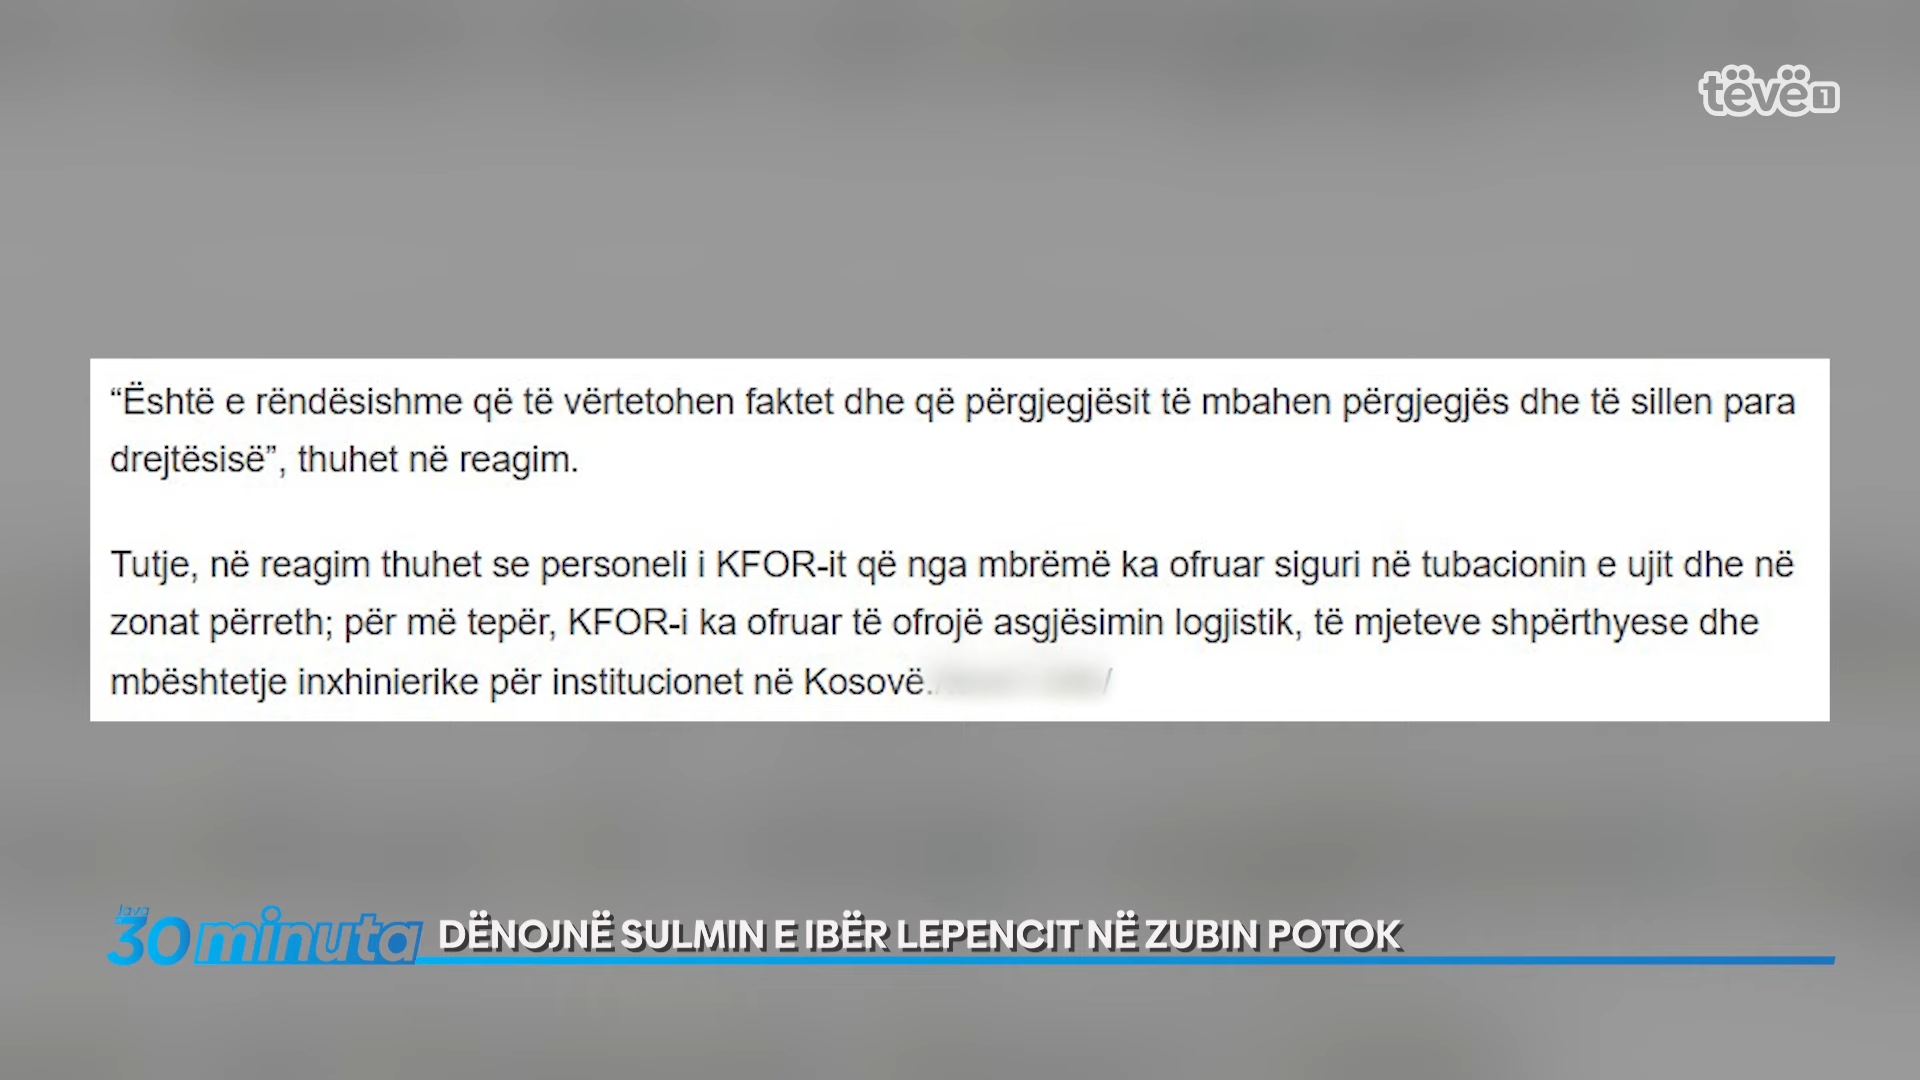 tëvë1
“Është e rëndësishme që të vërtetohen faktet dhe që përgjegjësit të mbahen përgjegjës dhe të sillen para
drejtësisë”, thuhet në reagim.
Tutje, në reagim thuhet se personeli i KFOR-it që nga mbrëmë ka ofruar siguri në tubacionin e ujit dhe në
zonat përreth; për më tepër, KFOR-i ka ofruar të ofrojë asgjësimin logjistik, të mjeteve shpërthyese dhe
mbështetje inxhinierike për institucionet në Kosovë./ /
Java
30 minuta DËNOJNË SULMIN E IBËR LEPENCIT NË ZUBIN POTOK